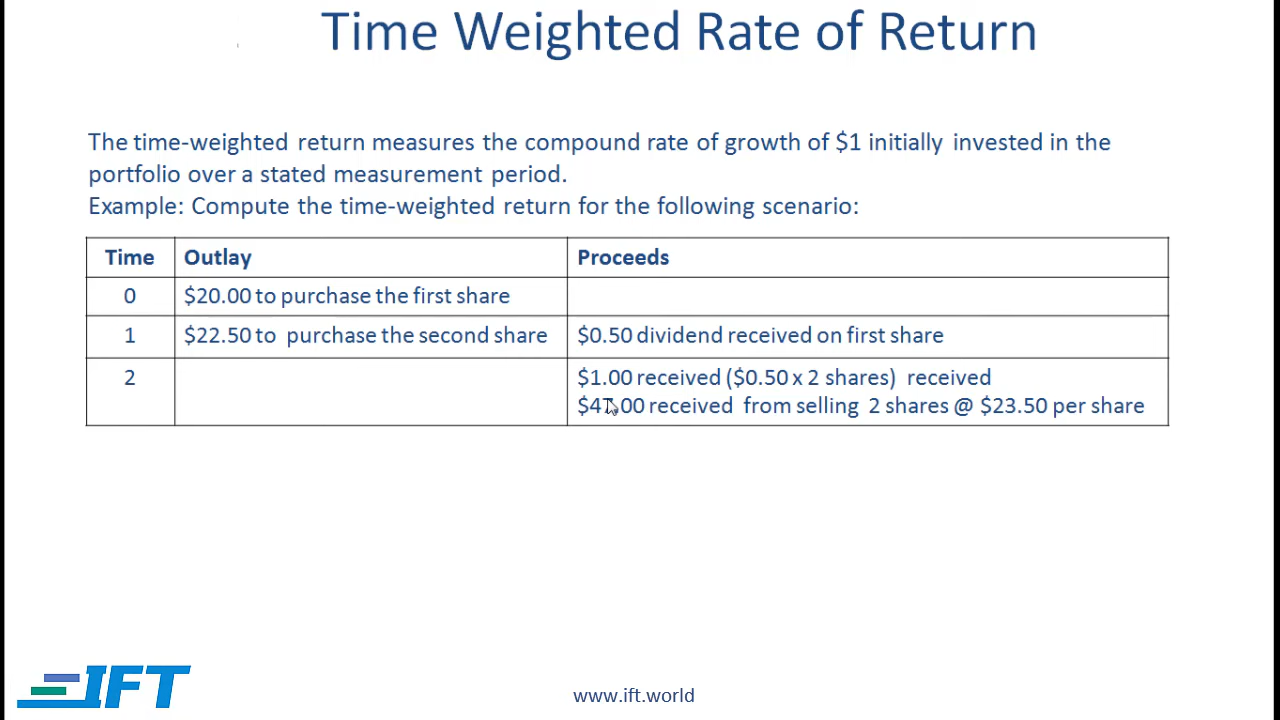 Time Weighted Rate of Return
The time-weighted return measures the compound rate of growth of $1 initially invested in the
portfolio over a stated measurement period.
Example: Compute the time-weighted return for the following scenario:
Time Outlay Proceeds
0 $20.00 to purchase the first share
1 $22.50 to purchase the second share $0.50 dividend received on first share
2 $1.00 received ($0.50 x 2 shares) received
$47.00 received from selling 2 shares @ $23.50 per share
IFT
www.ift.world